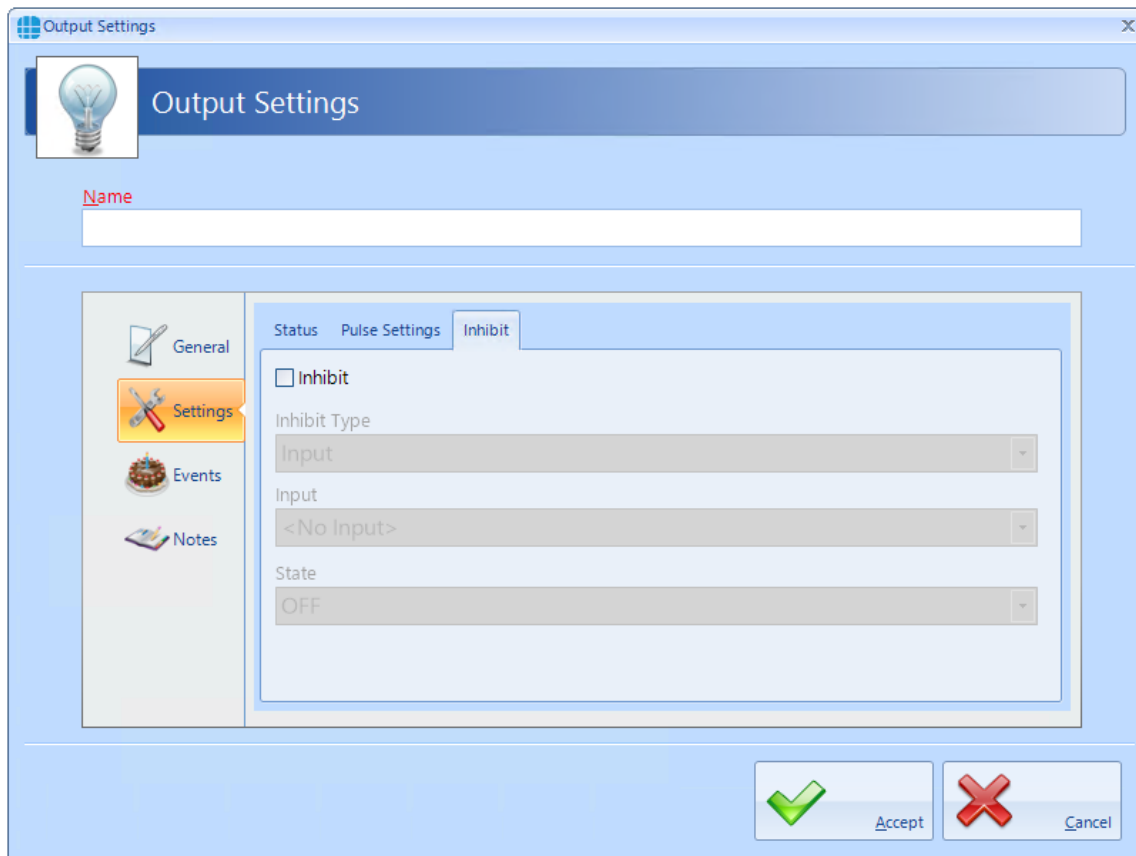 Output Settings
Output Settings
Name
General
Settings
Events
Notes
Status Pulse Settings Inhibit
Inhibit
Inhibit Type
Input
Input
<No Input>
State
OFF
Accept
Cancel